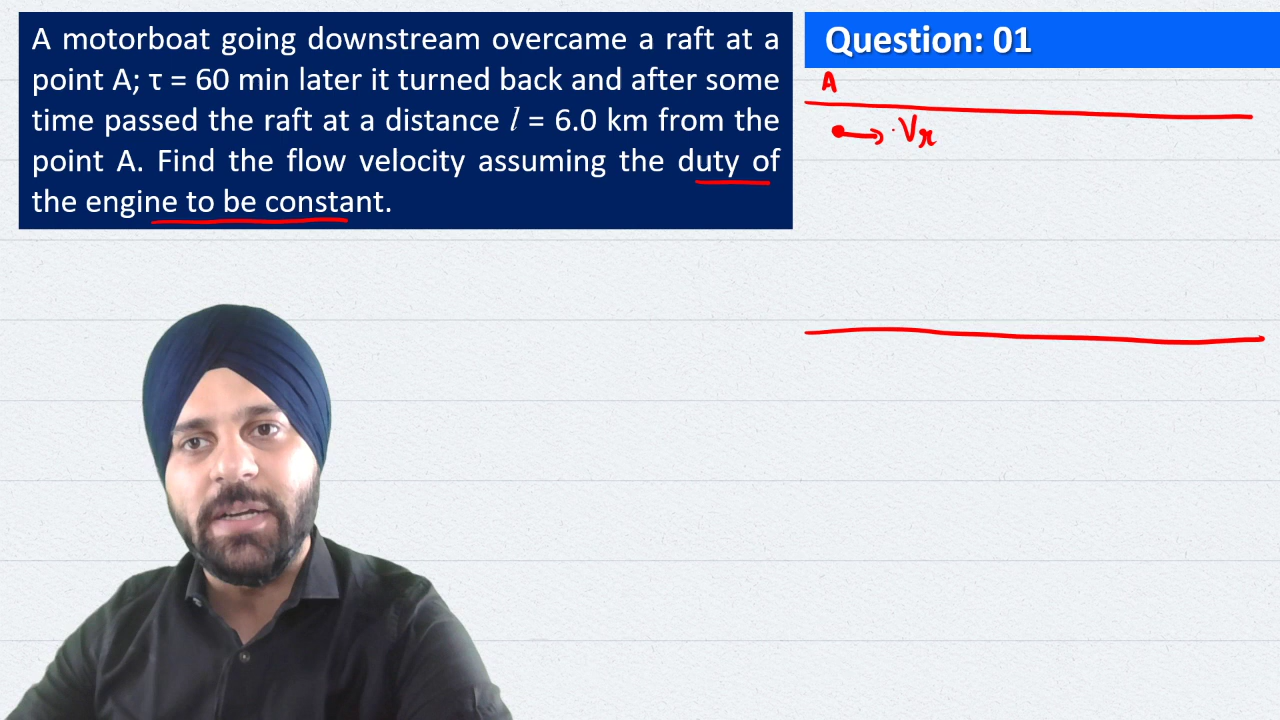 A motorboat going downstream overcame a raft at a
point A; τ = 60 min later it turned back and after some
time passed the raft at a distance l = 6.0 km from the
point A. Find the flow velocity assuming the duty of
the engine to be constant.
Question: 01
A
Vr